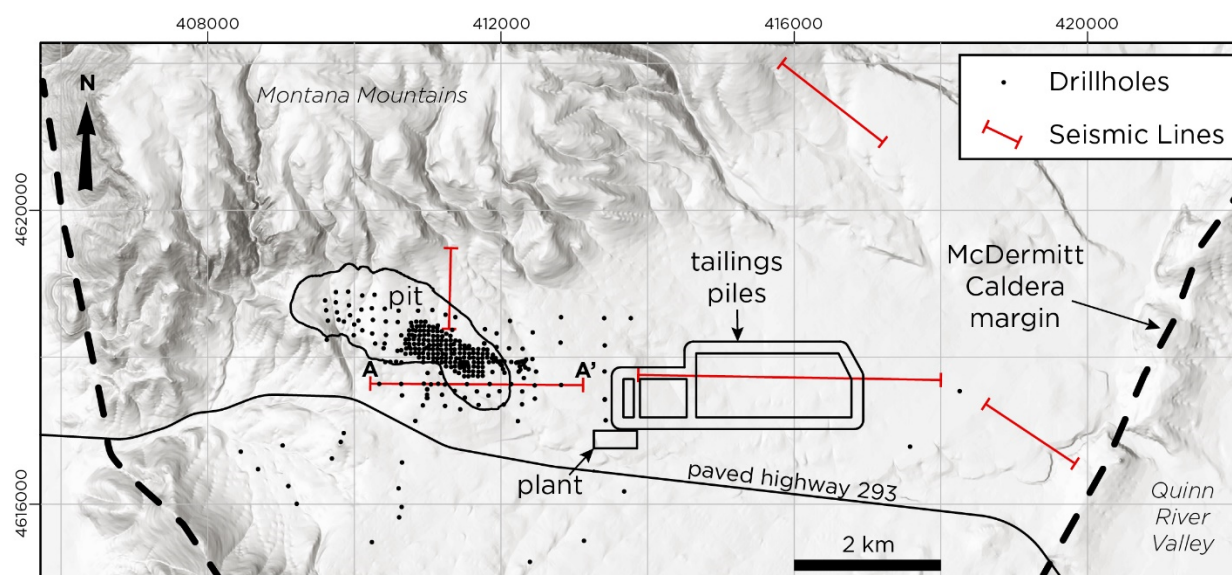 408000
412000
416000
420000
N
Montana Mountains
Drillholes
Seismic Lines
4620000
McDermitt
Caldera
margin
tailings
piles
pit
A
A'
plant
paved highway 293
4616000
Quinn
River
Valley
2 km